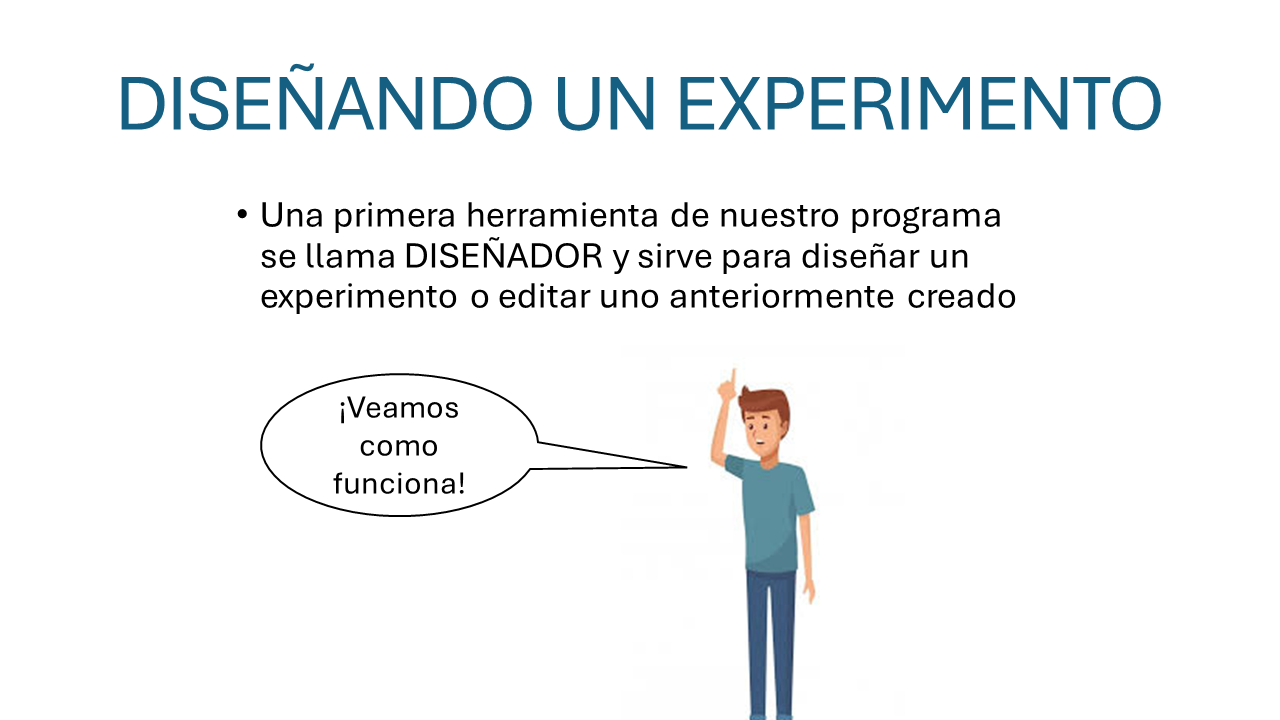 DISEÑANDO UN EXPERIMENTO
• Una primera herramienta de nuestro programa
se llama DISEÑADOR y sirve para diseñar un
experimento o editar uno anteriormente creado
¡Veamos
como
funciona!